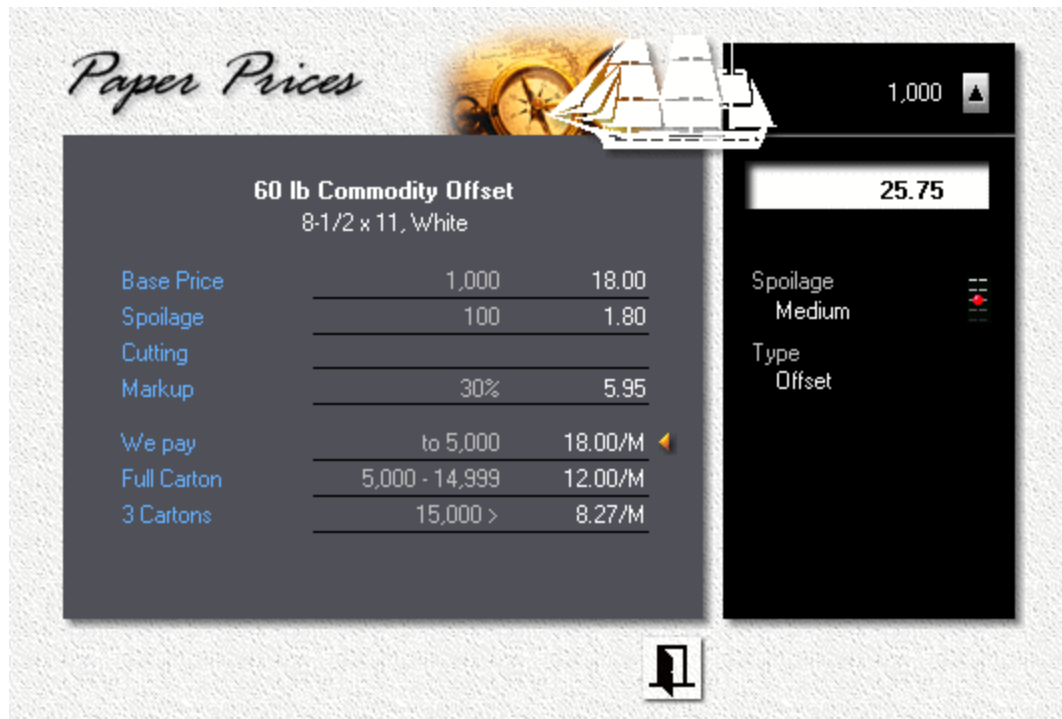 Paper Prices
1,000
60 lb Commodity Offset
8-1/2 x 11, White
Base Price 1,000 18.00
Spoilage 100 1.80
Cutting
Markup 30% 5.95
We pay to 5,000 18.00/M
Full Carton 5,000 - 14,999 12.00/M
3 Cartons 15,000 > 8.27/M
25.75
Spoilage
Medium
Type
Offset